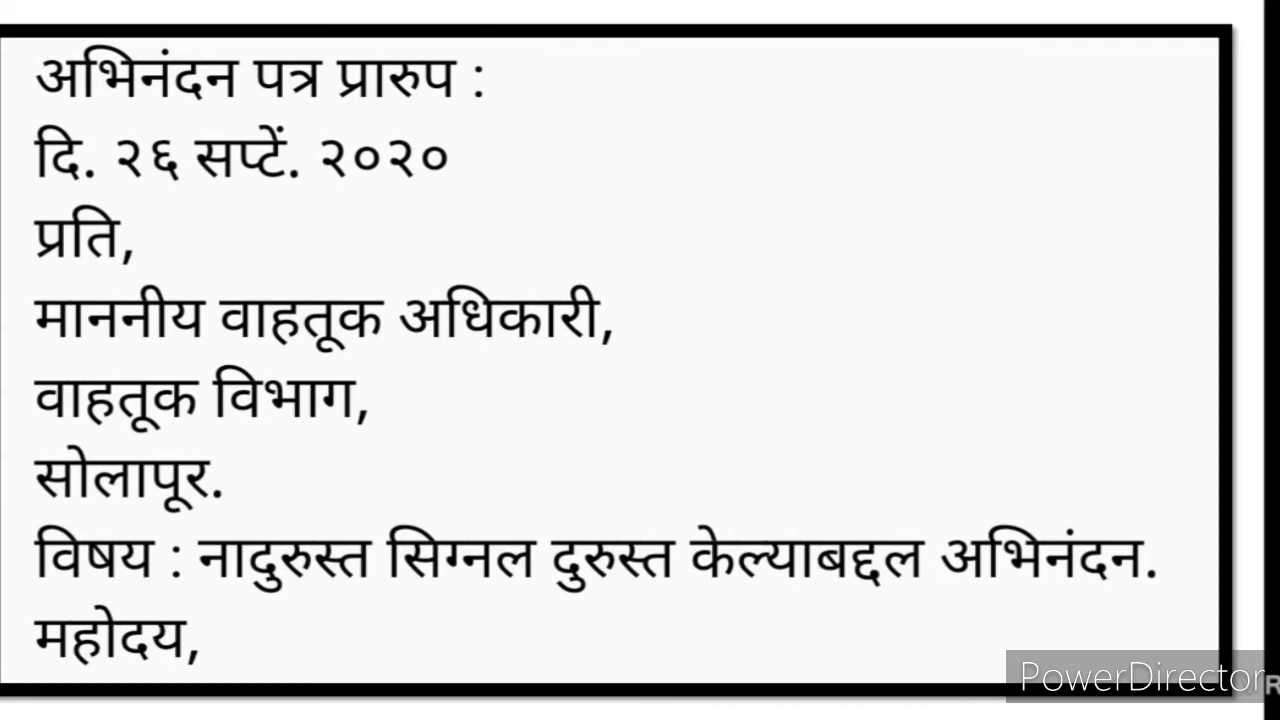 अभिनंदन पत्र प्रारुप :
दि. २६ सप्टें. २०२०
प्रति,
माननीय वाहतूक अधिकारी,
वाहतूक विभाग,
सोलापूर.
विषय : नादुरुस्त सिग्नल दुरुस्त केल्याबद्दल अभिनंदन.
महोदय,
PowerDirector